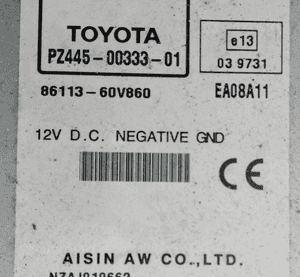 TOYOTA
PZ445-00333-01
e13
03 9731
86113-60V860
EA08A11
12V D.C. NEGATIVE GND
CE
AISIN AW CO.,LTD.